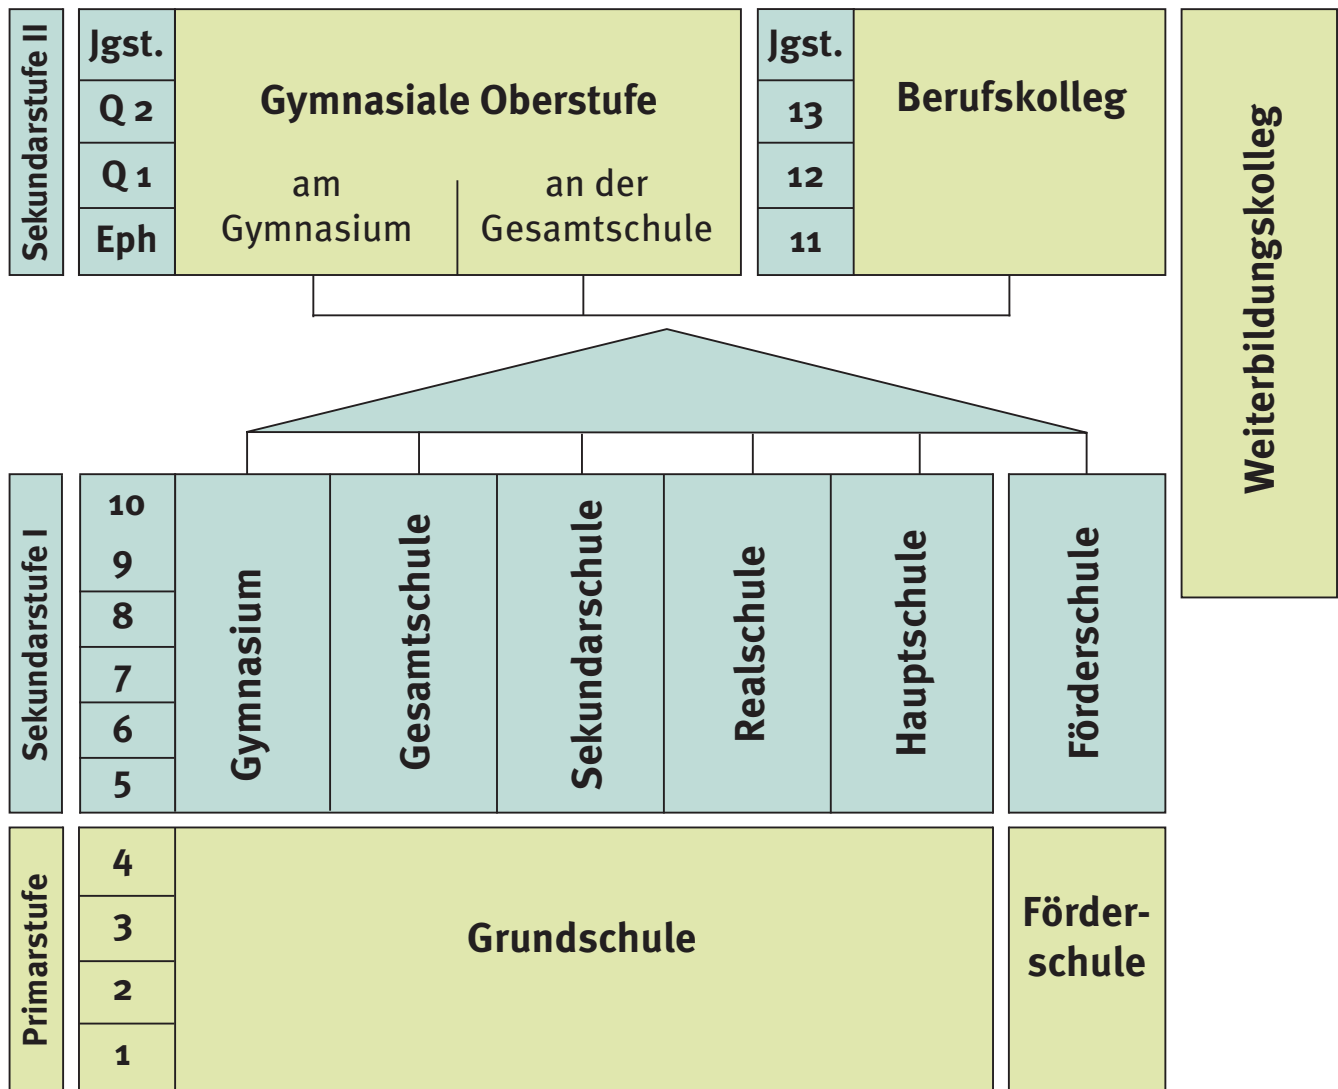 Sekundarstufe II
Jgst.
Q 2
Q 1
Eph
Gymnasiale Oberstufe
am
Gymnasium
an der
Gesamtschule
Jgst.
13
12
11
Berufskolleg
Weiterbildungskolleg
Sekundarstufe I
10
9
8
7
6
5
Gymnasium
Gesamtschule
Sekundarschule
Realschule
Hauptschule
Förderschule
Primarstufe
4
3
2
1
Grundschule
Förder-
schule